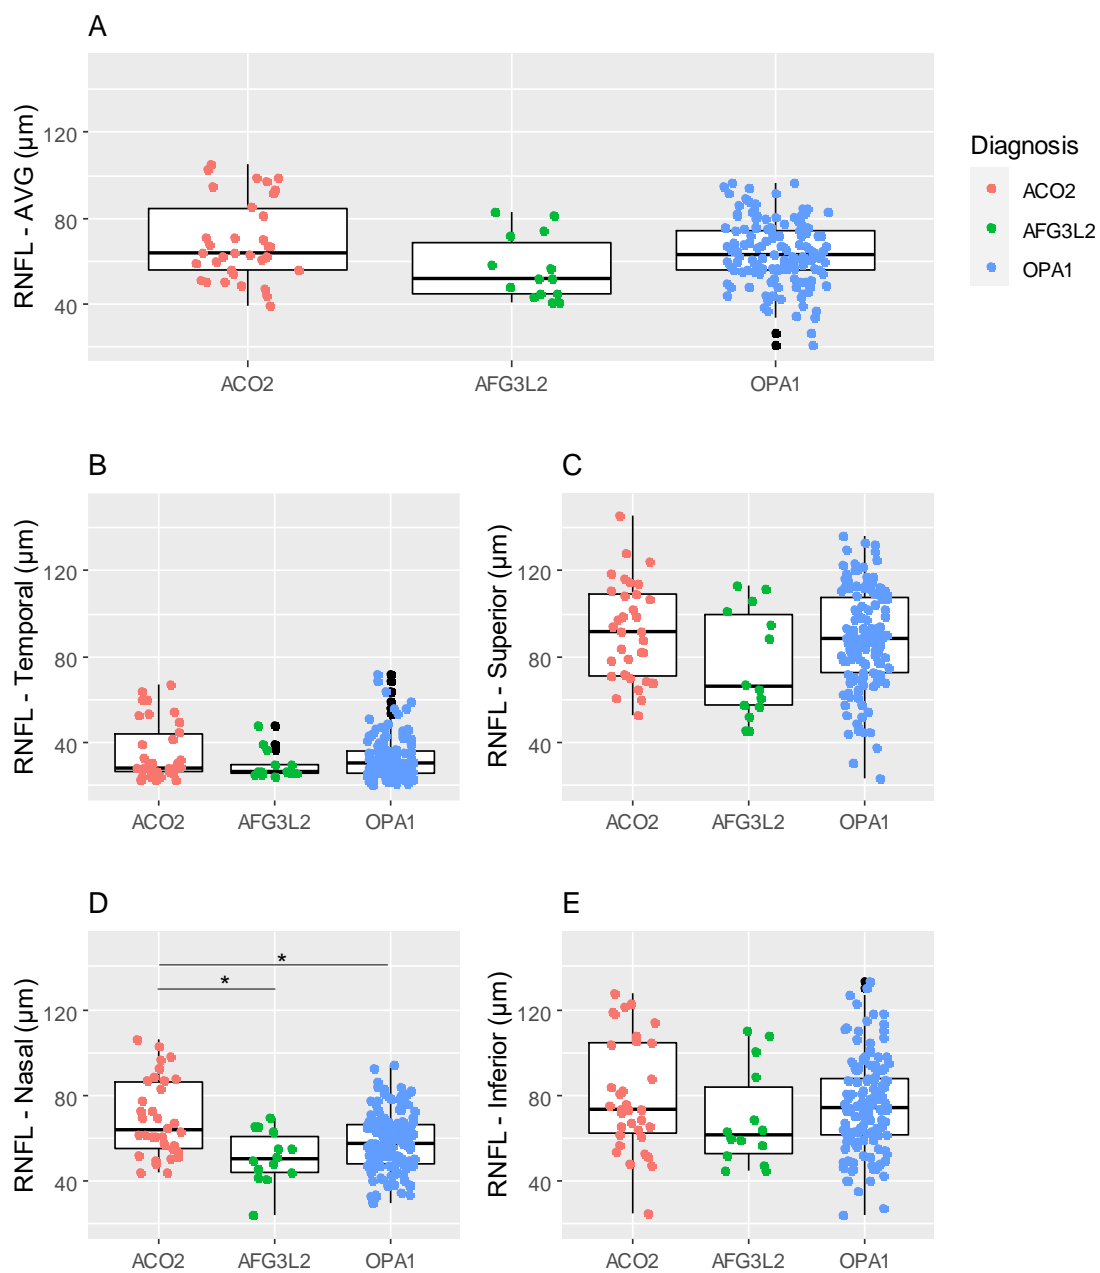 A
RNFL - AVG (μm)
120
80
40
ACO2 AFG3L2 OPA1
Diagnosis
ACO2
AFG3L2
OPA1
B
RNFL - Temporal (μm)
120
80
40
ACO2 AFG3L2 OPA1
C
RNFL - Superior (μm)
120
80
40
ACO2 AFG3L2 OPA1
D
RNFL - Nasal (μm)
120
80
40
*
*
ACO2 AFG3L2 OPA1
E
RNFL - Inferior (μm)
120
80
40
ACO2 AFG3L2 OPA1